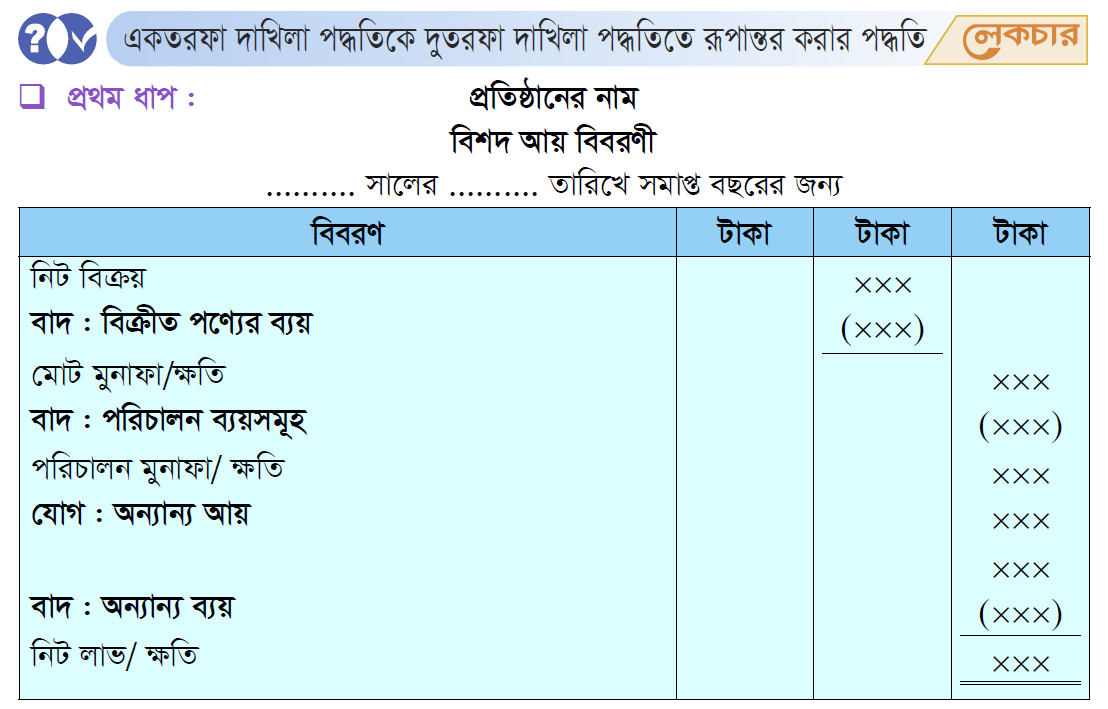 একতরফা দাখিলা পদ্ধতিকে দুতরফা দাখিলা পদ্ধতিতে রূপান্তর করার পদ্ধতি লেকচার
❑ প্রথম ধাপ : প্রতিষ্ঠানের নাম
বিশদ আয় বিবরণী
.......... সালের .......... তারিখে সমাপ্ত বছরের জন্য
বিবরণ টাকা টাকা টাকা
নিট বিক্রয় ×××
বাদ : বিক্রীত পণ্যের ব্যয় (×××)
মোট মুনাফা/ক্ষতি ×××
বাদ : পরিচালন ব্যয়সমূহ (×××)
পরিচালন মুনাফা/ ক্ষতি ×××
যোগ : অন্যান্য আয় ×××
×××
বাদ : অন্যান্য ব্যয় (×××)
নিট লাভ/ ক্ষতি ×××